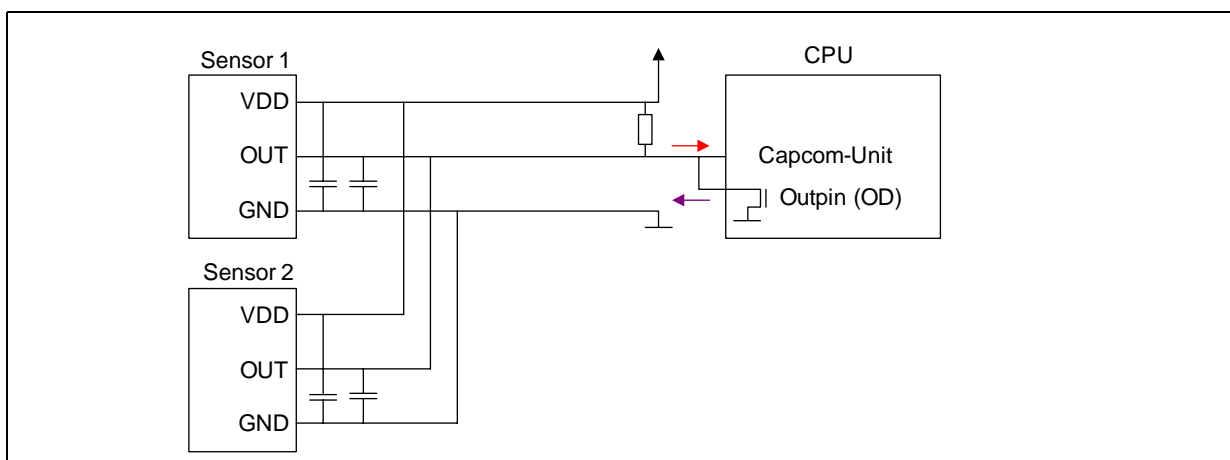 Sensor 1
VDD
OUT
GND
CPU
Capcom-Unit
Outpin (OD)
Sensor 2
VDD
OUT
GND